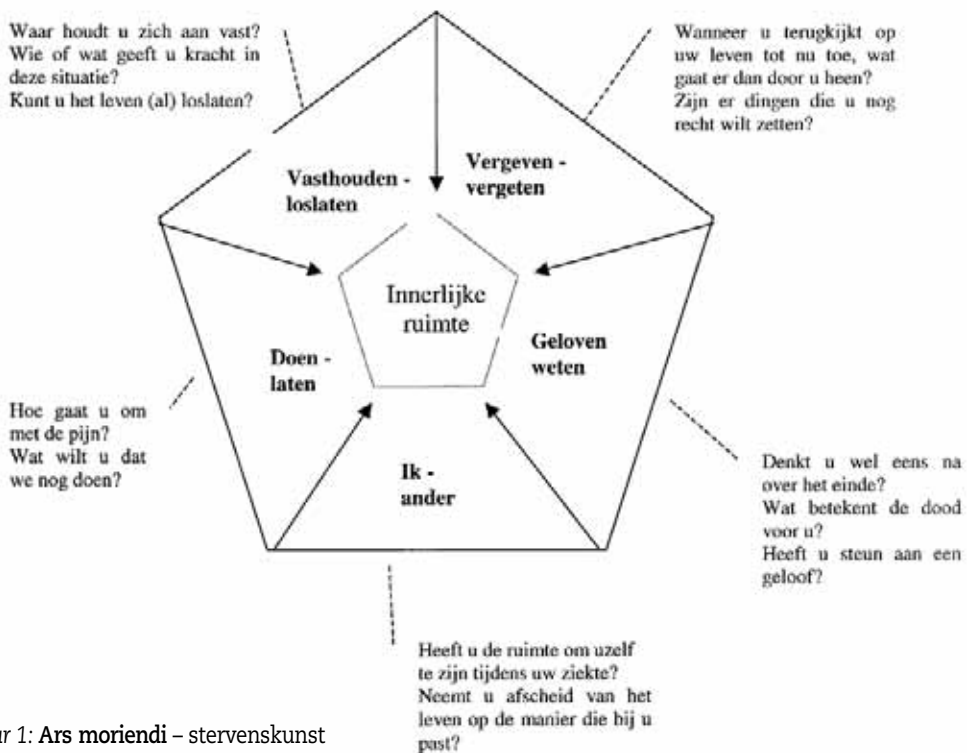 Waar houdt u zich aan vast?
Wie of wat geeft u kracht in
deze situatie?
Kunt u het leven (al) loslaten?
Wanneer u terugkijkt op
uw leven tot nu toe, wat
gaat er dan door u heen?
Zijn er dingen die u nog
recht wilt zetten?
Vasthouden -
loslaten
Vergeven -
vergeten
Innerlijke
ruimte
Doen -
laten
Geloven
weten
Ik -
ander
Hoe gaat u om
met de pijn?
Wat wilt u dat
we nog doen?
Denkt u wel eens na
over het einde?
Wat betekent de dood
voor u?
Heeft u steun aan een
geloof?
Heeft u de ruimte om uzelf
te zijn tijdens uw ziekte?
Neemt u afscheid van het
leven op de manier die bij u
past?
ur 1: Ars moriendi – stervenskunst